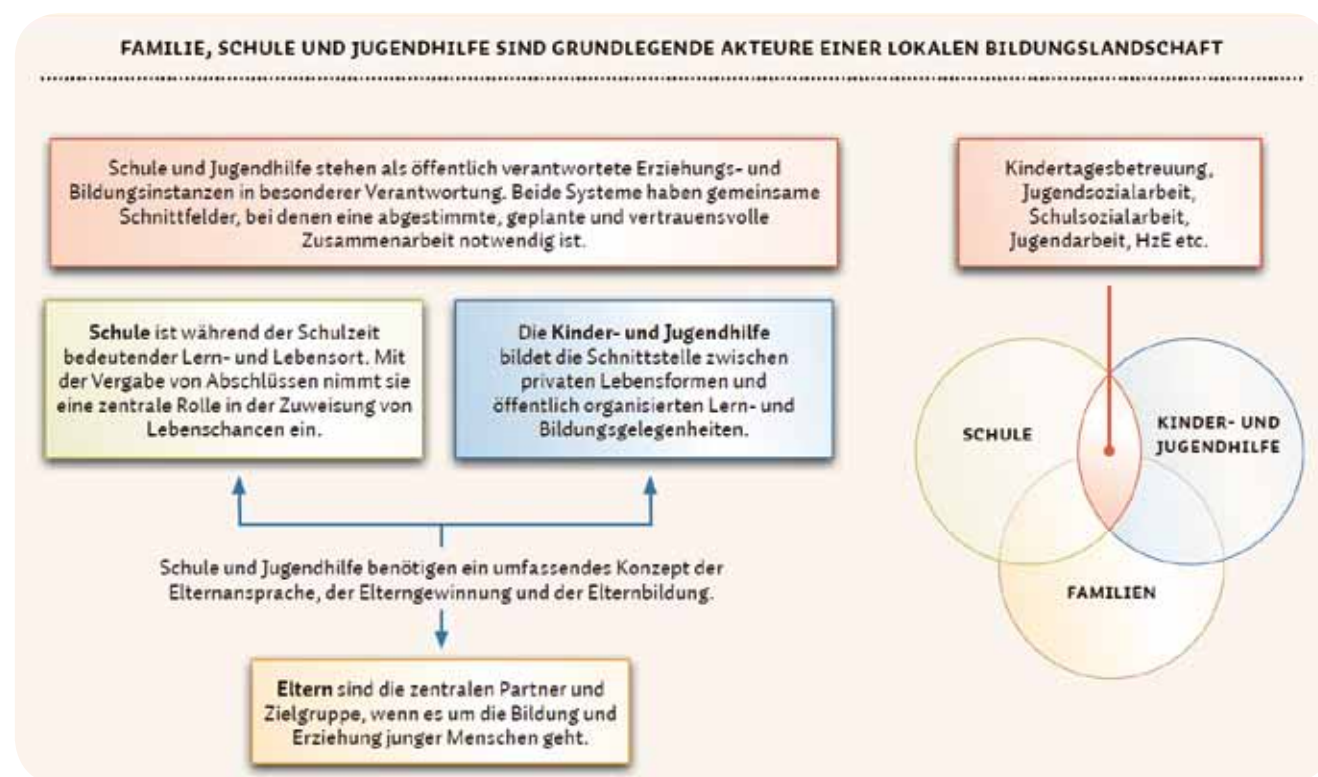 FAMILIE, SCHULE UND JUGENDHILFE SIND GRUNDLEGENDE AKTEURE EINER LOKALEN BILDUNGSLANDSCHAFT
Schule und Jugendhilfe stehen als öffentlich verantwortete Erziehungs- und
Bildungsinstanzen in besonderer Verantwortung. Beide Systeme haben gemeinsame
Schnittfelder, bei denen eine abgestimmte, geplante und vertrauensvolle
Zusammenarbeit notwendig ist.
Schule ist während der Schulzeit
bedeutender Lern- und Lebensort. Mit
der Vergabe von Abschlüssen nimmt sie
eine zentrale Rolle in der Zuweisung von
Lebenschancen ein.
Die Kinder- und Jugendhilfe
bildet die Schnittstelle zwischen
privaten Lebensformen und
öffentlich organisierten Lern- und
Bildungsgelegenheiten.
Schule und Jugendhilfe benötigen ein umfassendes Konzept der
Elternansprache, der Elterngewinnung und der Elternbildung.
Eltern sind die zentralen Partner und
Zielgruppe, wenn es um die Bildung und
Erziehung junger Menschen geht.
Kindertagesbetreuung,
Jugendsozialarbeit,
Schulsozialarbeit,
Jugendarbeit, HzE etc.
SCHULE
KINDER- UND
JUGENDHILFE
FAMILIEN